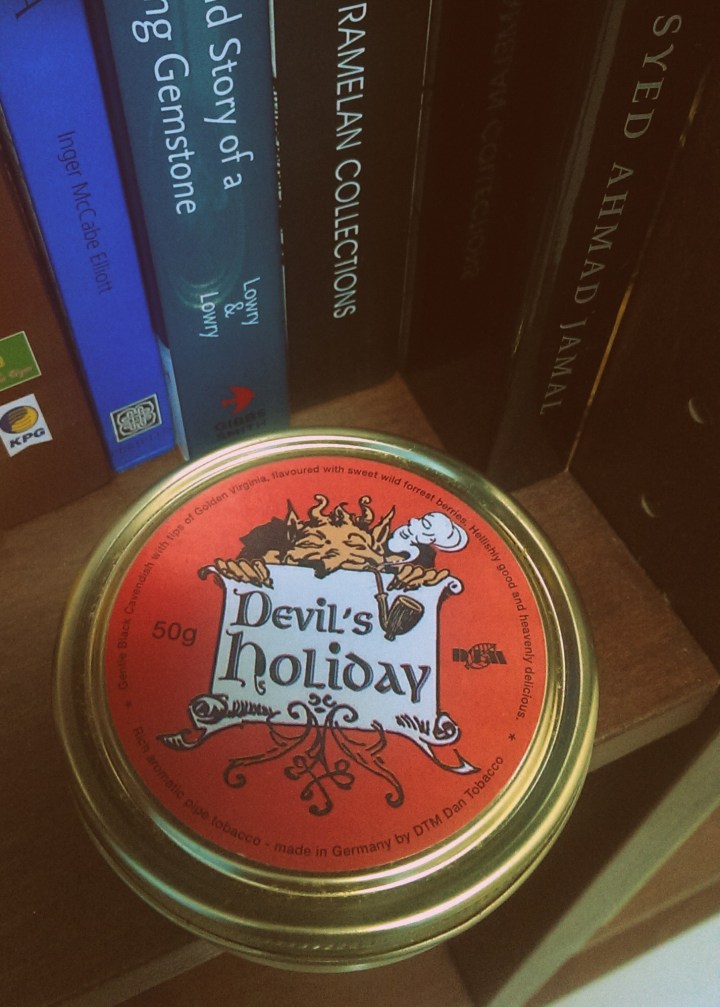 Inger McCabe Elliott
d Story of a
ng Gemstone
Lowry
&
Lowry
RAMELAN COLLECTIONS
SYED AHMAD JAMAL
KPG
Gentle Black Cavendish with tips of Golden Virginia, flavoured with sweet wild forrest berries. Hellishly good and heavenly delicious.
50g
Devil's
Holiday
Rich aromatic pipe tobacco - made in Germany by DTM Dan Tobacco